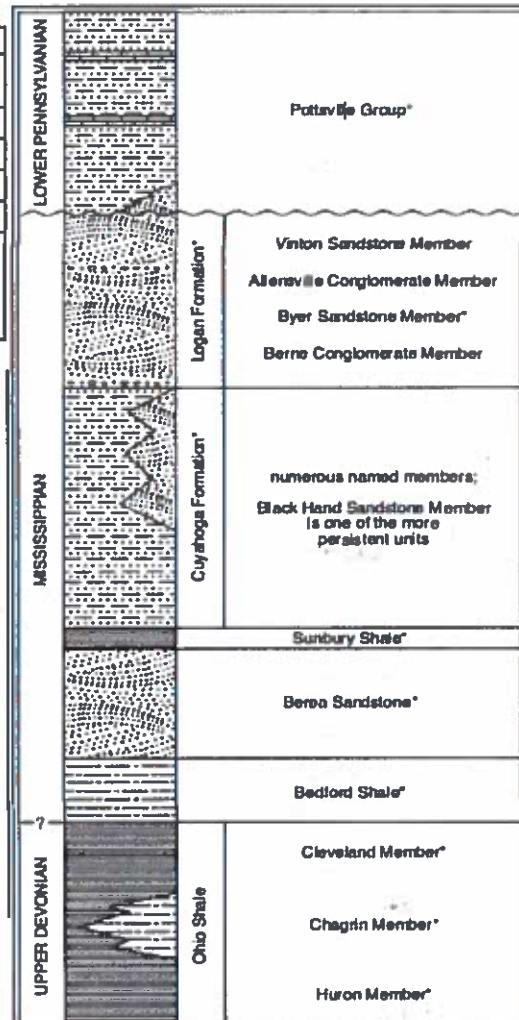 LOWER PENNSYLVANIAN
Pottsville Group*
MISSISSIPPIAN
Logan Formation*
Vinton Sandstone Member
Allensville Conglomerate Member
Byer Sandstone Member*
Berne Conglomerate Member
Cuyahoga Formation*
numerous named members;
Black Hand Sandstone Member
is one of the more
persistent units
Sunbury Shale*
Berea Sandstone*
Bedford Shale*
?
UPPER DEVONIAN
Ohio Shale
Cleveland Member*
Chagrin Member*
Huron Member*